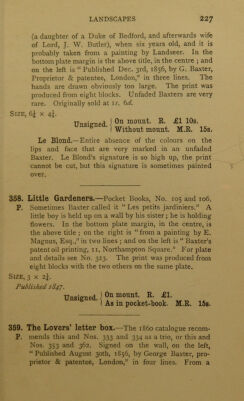 LANDSCAPES 227
(a daughter of a Duke of Bedford, and afterwards wife
of Lord, J. W. Butler), when six years old, and it is
probably taken from a painting by Landseer. In the
bottom plate margin is the above title, in the centre ; and
on the left is “ Published Dec. 3rd, 1856, by G. Baxter,
Proprietor & patentee, London,” in three lines. The
hands are drawn obviously too large. The print was
produced from eight blocks. Unfaded Baxters are very
rare. Originally sold at 1s. 6d.
SIZE, 6¼ × 4¼.
Unsigned. { On mount. R. £1 10s.
Without mount. M.R. 15s.
Le Blond.—Entire absence of the colours on the
lips and face that are very marked in an unfaded
Baxter. Le Blond's signature is so high up, the print
cannot be cut, but this signature is sometimes painted
over.
358. Little Gardeners.—Pocket Books, No. 105 and 106,
P. Sometimes Baxter called it “ Les petits jardiniers.” A
little boy is held up on a wall by his sister ; he is holding
flowers. In the bottom plate margin, in the centre, is
the above title ; on the right is “ from a painting by E.
Magnus, Esq.,” in two lines ; and on the left is “ Baxter's
patent oil-printing, 11, Northampton Square.” For plate
and details see No. 323. The print was produced from
eight blocks with the two others on the same plate.
SIZE, 3 × 2¼.
Published 1847.
Unsigned. { On mount. R. £1.
As in pocket-book. M.R. 15s.
359. The Lovers' letter box.—The 1860 catalogue recom-
P. mends this and Nos. 333 and 334 as a trio, or this and
Nos. 353 and 362. Signed on the wall, on the left,
“ Published August 30th, 1856, by George Baxter, pro-
prietor & patentee, London,” in four lines. From a